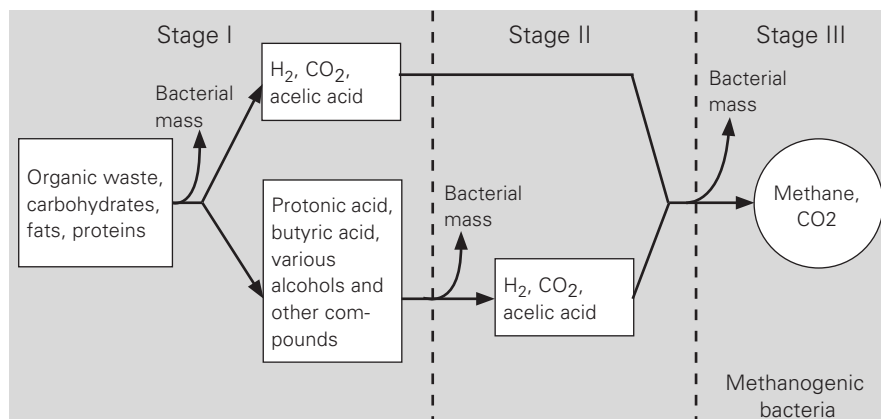 Stage I
Stage II
Stage III
H2, CO2,
acelic acid
Bacterial
mass
Bacterial
mass
Organic waste,
carbohydrates,
fats, proteins
Protonic acid,
butyric acid,
various
alcohols and
other com-
pounds
Bacterial
mass
H2, CO2,
acelic acid
Methane,
CO2
Methanogenic
bacteria